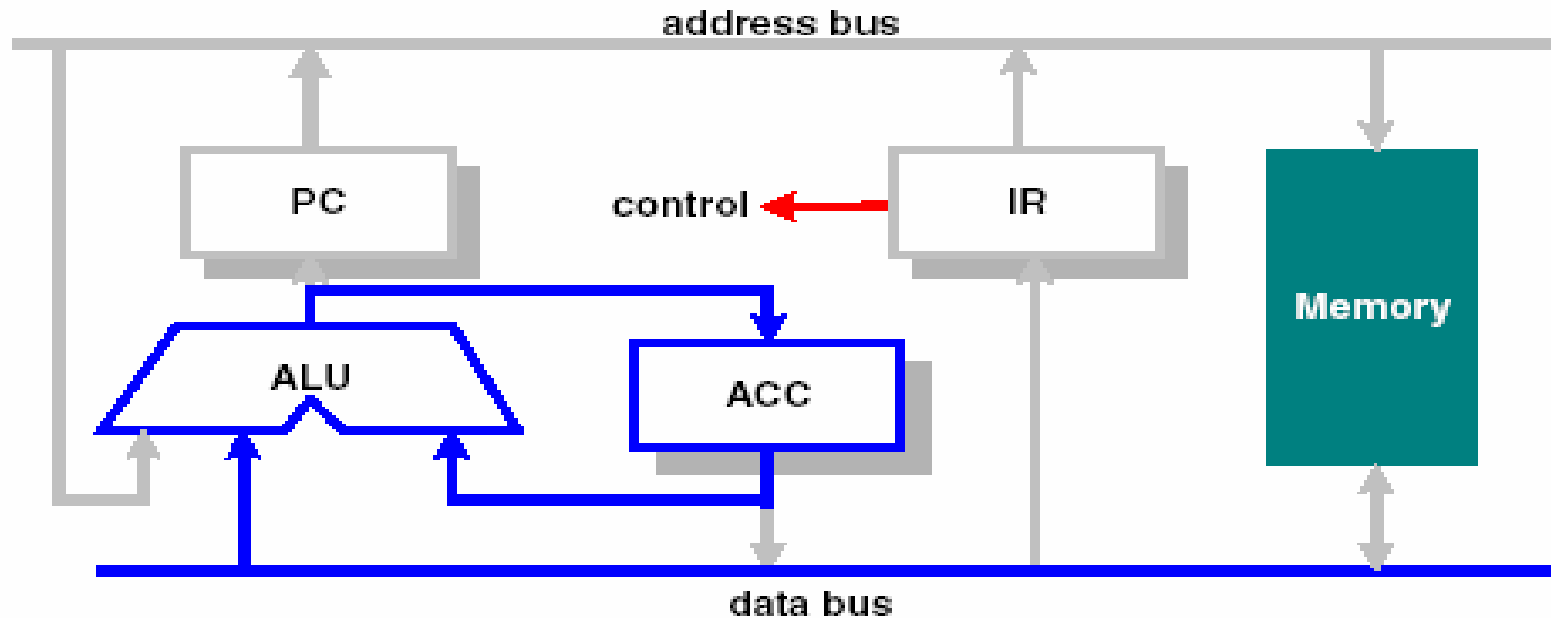 address bus
PC
control
IR
Memory
ALU
ACC
data bus